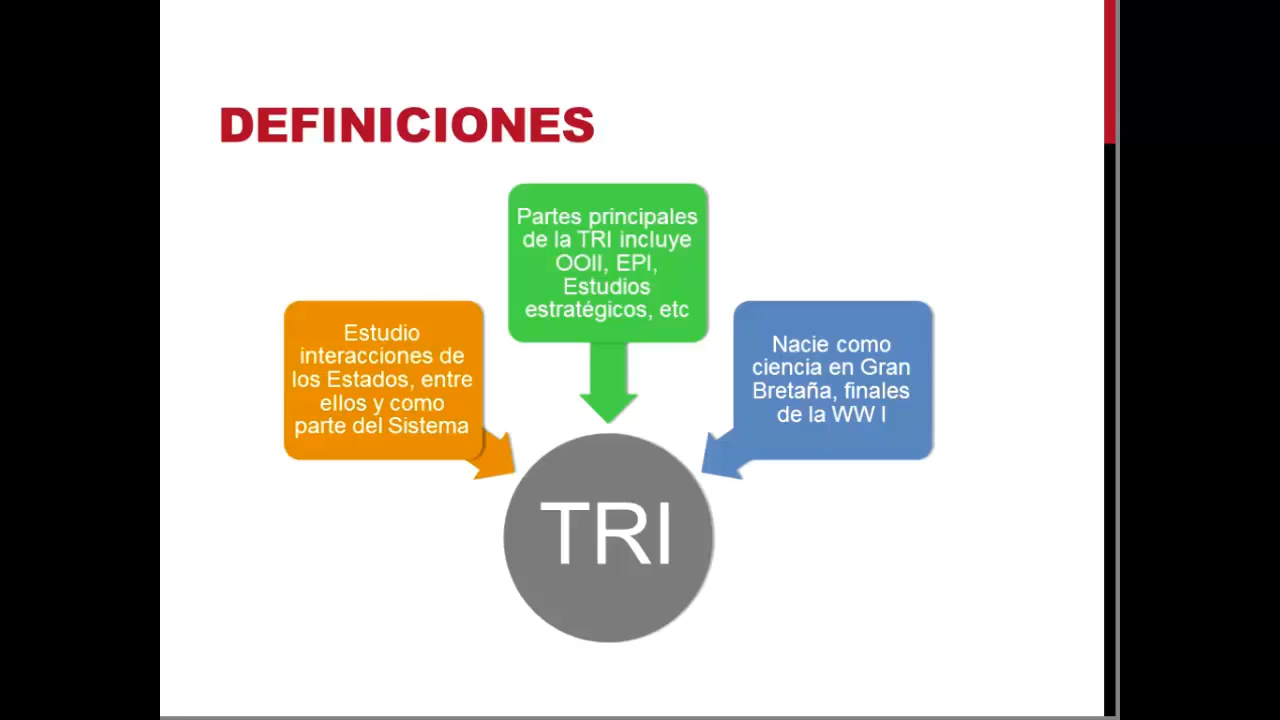 DEFINICIONES
Partes principales
de la TRI incluye
OOII, EPI,
Estudios
estratégicos, etc
Estudio
interacciones de
los Estados, entre
ellos y como
parte del Sistema
Nacie como
ciencia en Gran
Bretaña, finales
de la WW I
TRI